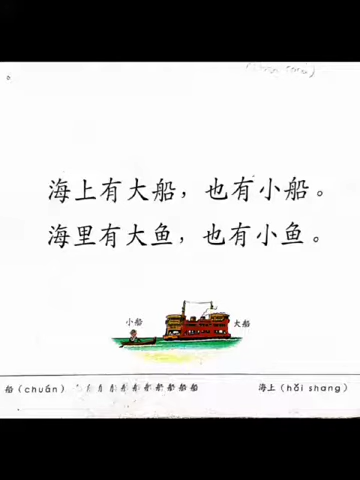 海上有大船，也有小船。
海里有大鱼，也有小鱼。
小船
大船
船（chuán）
海上（hǎi shang）